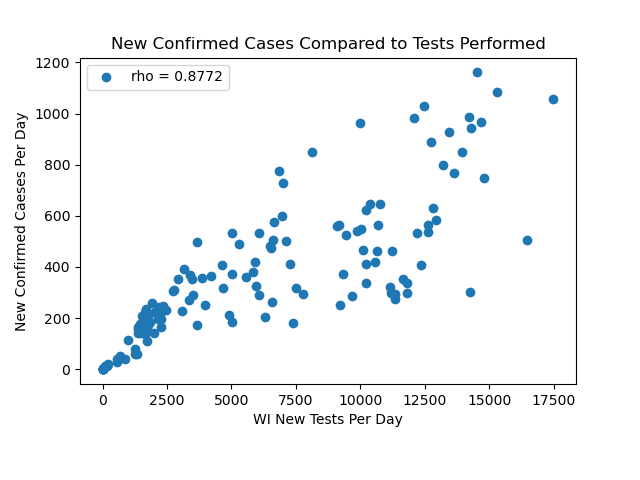 New Confirmed Cases Compared to Tests Performed
rho = 0.8772
New Confirmed Caeses Per Day
1200
1000
800
600
400
200
0
0 2500 5000 7500 10000 12500 15000 17500
WI New Tests Per Day